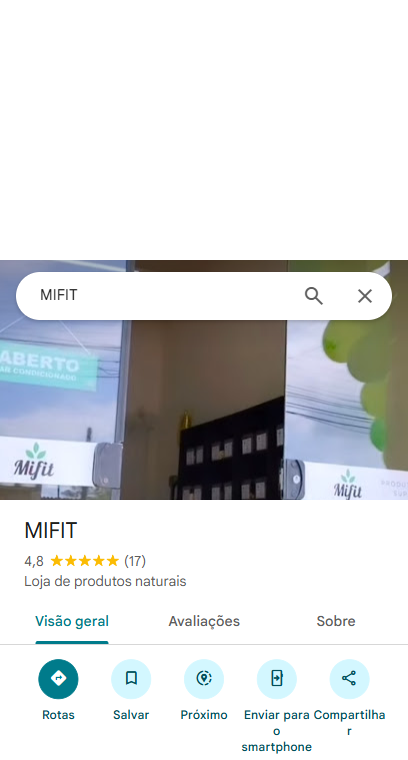 MIFIT
ABERTO
AR CONDICIONADO
Mifit
Mifit
MIFIT
4,8 ★★★★★ (17)
Loja de produtos naturais
Visão geral Avaliações Sobre
Rotas Salvar Próximo Enviar para o smartphone Compartilhar